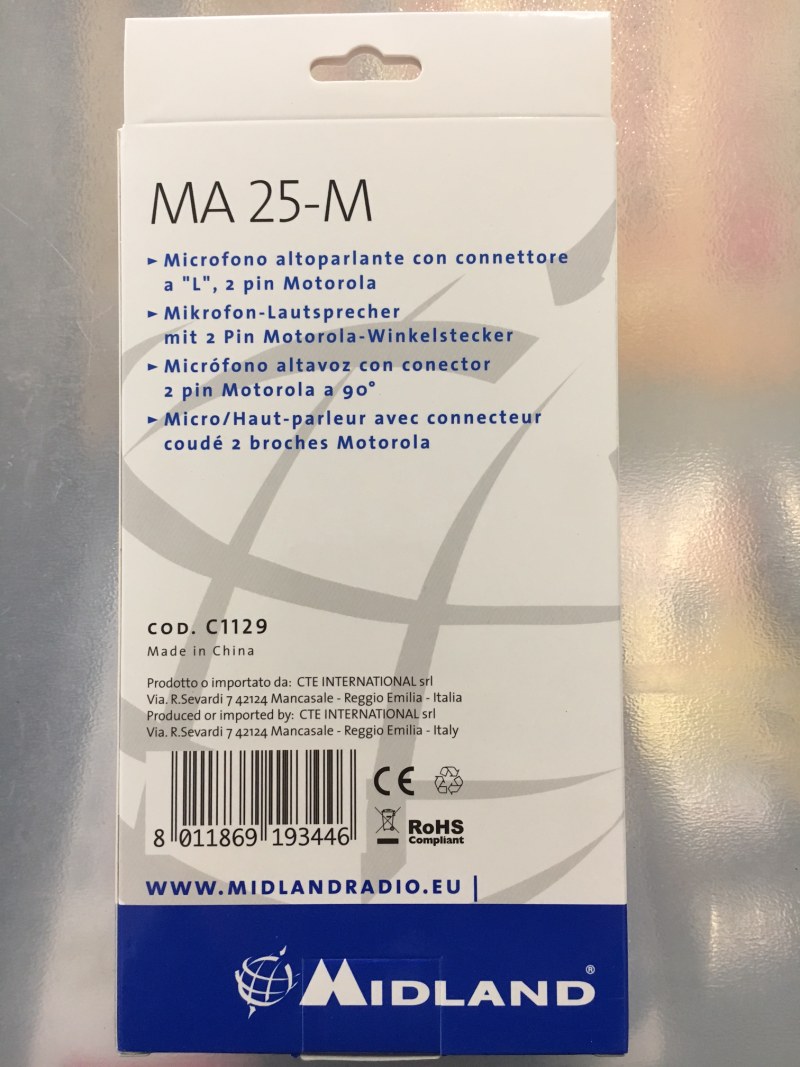 MA 25-M
► Microfono altoparlante con connettore
a "L", 2 pin Motorola
► Mikrofon-Lautsprecher
mit 2 Pin Motorola-Winkelstecker
► Micrófono altavoz con conector
2 pin Motorola a 90°
► Micro/Haut-parleur avec connecteur
coudé 2 broches Motorola
COD. C1129
Made in China
Prodotto o importato da: CTE INTERNATIONAL srl
Via. R.Sevardi 7 42124 Mancasale - Reggio Emilia - Italia
Produced or imported by: CTE INTERNATIONAL srl
Via. R.Sevardi 7 42124 Mancasale - Reggio Emilia - Italy
CE
8 011869 193446
RoHS
Compliant
WWW.MIDLANDRADIO.EU |
MIDLAND®